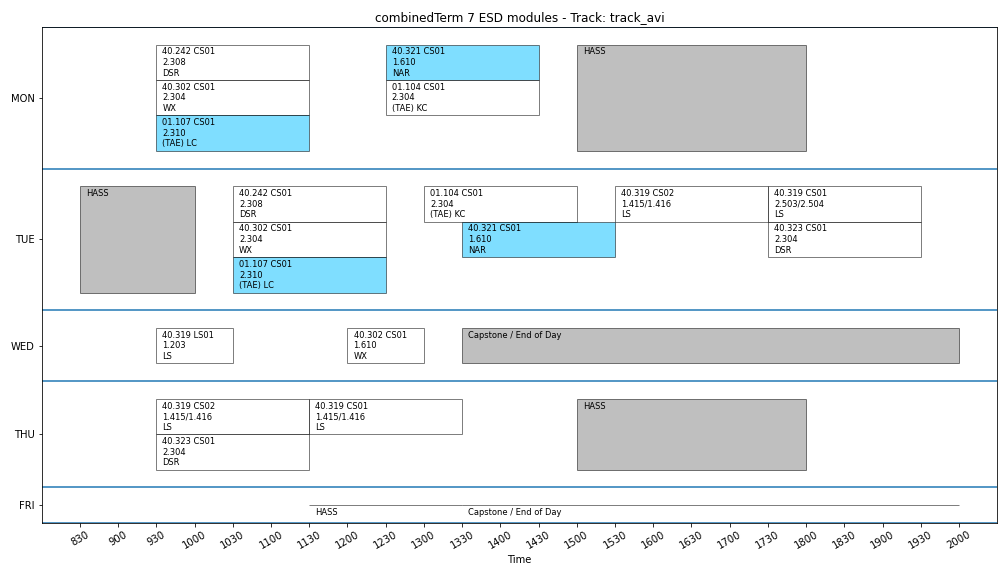 combinedTerm 7 ESD modules - Track: track_avi
MON
40.242 CS01
2.308
DSR
40.302 CS01
2.304
WX
01.107 CS01
2.310
(TAE) LC
40.321 CS01
1.610
NAR
01.104 CS01
2.304
(TAE) KC
HASS
TUE
HASS
40.242 CS01
2.308
DSR
40.302 CS01
2.304
WX
01.107 CS01
2.310
(TAE) LC
01.104 CS01
2.304
(TAE) KC
40.321 CS01
1.610
NAR
40.319 CS02
1.415/1.416
LS
40.319 CS01
2.503/2.504
LS
40.323 CS01
2.304
DSR
WED
40.319 LS01
1.203
LS
40.302 CS01
1.610
WX
Capstone / End of Day
THU
40.319 CS02
1.415/1.416
LS
40.323 CS01
2.304
DSR
40.319 CS01
1.415/1.416
LS
HASS
FRI
HASS
Capstone / End of Day
830 900 930 1000 1030 1100 1130 1200 1230 1300 1330 1400 1430 1500 1530 1600 1630 1700 1730 1800 1830 1900 1930 2000
Time